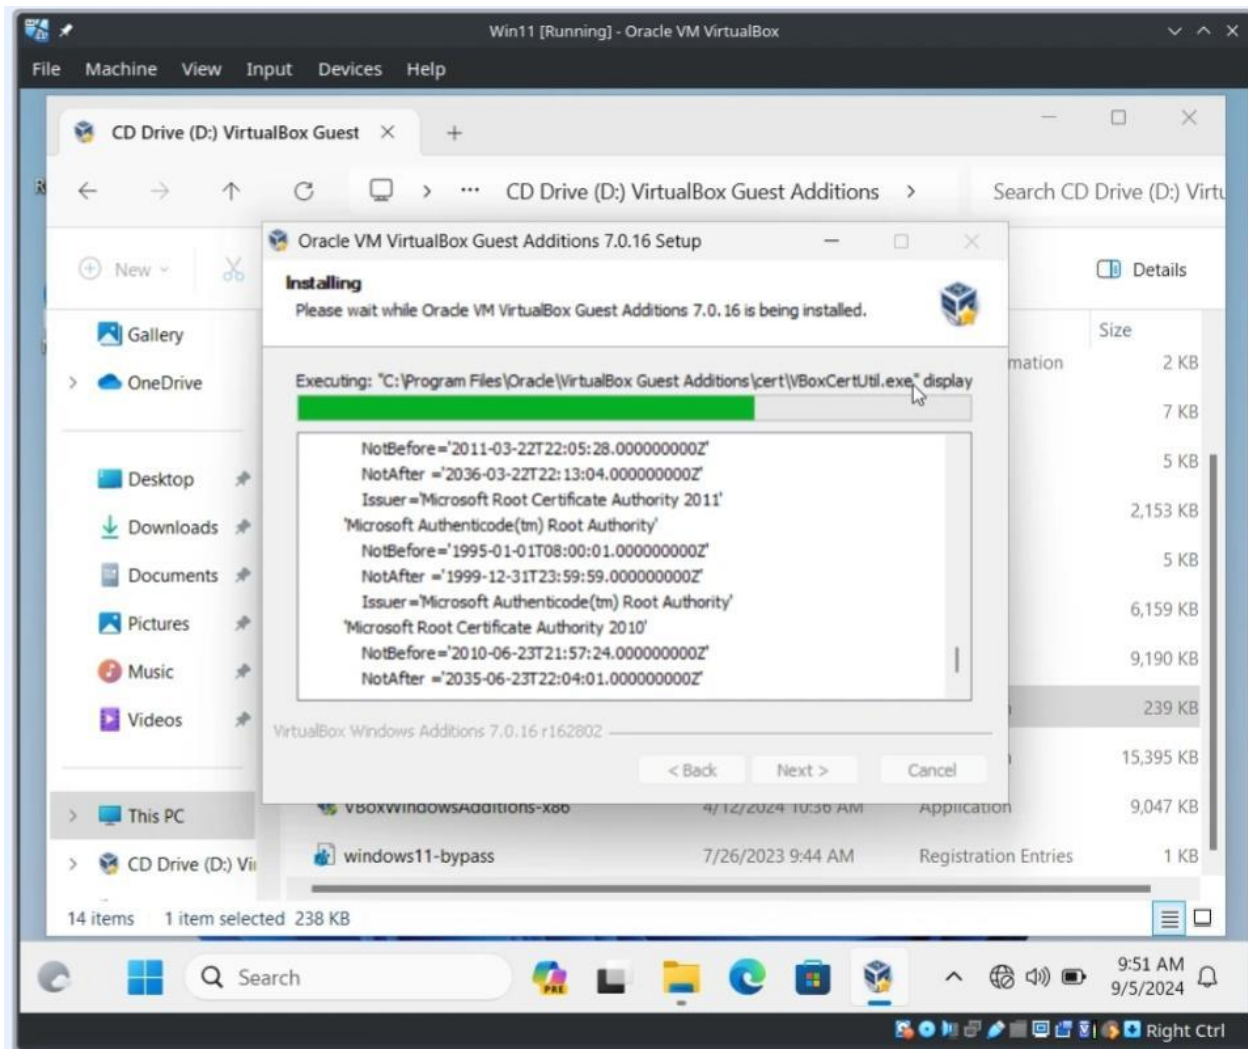 Win11 [Running] - Oracle VM VirtualBox
File Machine View Input Devices Help
CD Drive (D:) VirtualBox Guest
CD Drive (D:) VirtualBox Guest Additions
Search CD Drive (D:) Virtu
Oracle VM VirtualBox Guest Additions 7.0.16 Setup
New
Details
Installing
Please wait while Oracle VM VirtualBox Guest Additions 7.0.16 is being installed.
Gallery
Size
OneDrive
mation 2 KB
Executing: "C:\Program Files\Oracle\VirtualBox Guest Additions\cert\VBoxCertUtil.exe" display
7 KB
NotBefore='2011-03-22T22:05:28.000000000Z'
NotAfter ='2036-03-22T22:13:04.000000000Z'
5 KB
Desktop
Issuer='Microsoft Root Certificate Authority 2011'
2,153 KB
'Microsoft Authenticode(tm) Root Authority'
Downloads
NotBefore='1995-01-01T08:00:01.000000000Z'
5 KB
Documents
NotAfter ='1999-12-31T23:59:59.000000000Z'
Issuer='Microsoft Authenticode(tm) Root Authority'
6,159 KB
Pictures
'Microsoft Root Certificate Authority 2010'
NotBefore='2010-06-23T21:57:24.000000000Z'
9,190 KB
Music
NotAfter ='2035-06-23T22:04:01.000000000Z'
239 KB
Videos
VirtualBox Windows Additions 7.0.16 r162802
15,395 KB
< Back Next > Cancel
This PC
VBoxWindowsAdditions-x86 4/12/2024 10:36 AM Application 9,047 KB
CD Drive (D:) Vi
windows11-bypass 7/26/2023 9:44 AM Registration Entries 1 KB
14 items 1 item selected 238 KB
Search
PRE
9:51 AM
9/5/2024
Right Ctrl